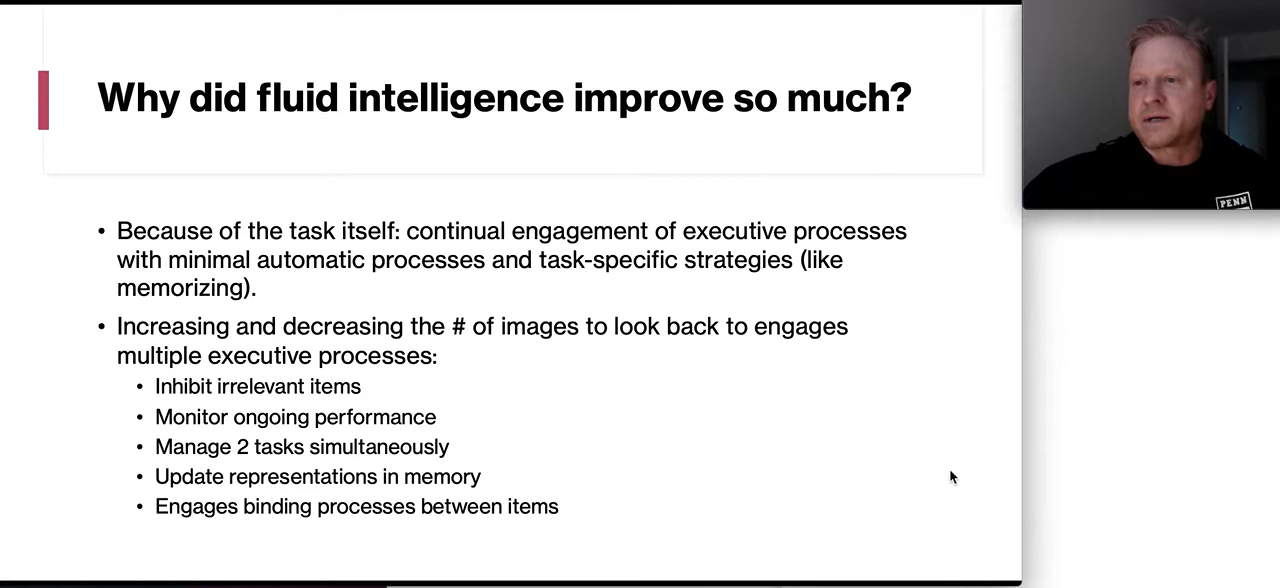 Why did fluid intelligence improve so much?
• Because of the task itself: continual engagement of executive processes
with minimal automatic processes and task-specific strategies (like
memorizing).
• Increasing and decreasing the # of images to look back to engages
multiple executive processes:
• Inhibit irrelevant items
• Monitor ongoing performance
• Manage 2 tasks simultaneously
• Update representations in memory
• Engages binding processes between items
PENN